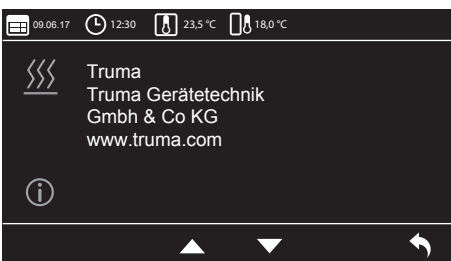 09.06.17 12:30 23,5 °C 18,0 °C
Truma
Truma Gerätetechnik
Gmbh & Co KG
www.truma.com